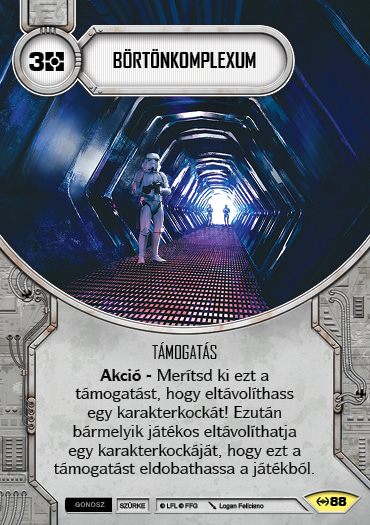 3
BÖRTÖNKOMPLEXUM
TÁMOGATÁS
Akció - Merítsd ki ezt a
támogatást, hogy eltávolíthass
egy karakterkockát! Ezután
bármelyik játékos eltávolíthatja
egy karakterkockáját, hogy ezt a
támogatást eldobathassa a játékból.
GONOSZ SZÜRKE © LFL © FFG Logan Feliciano 88